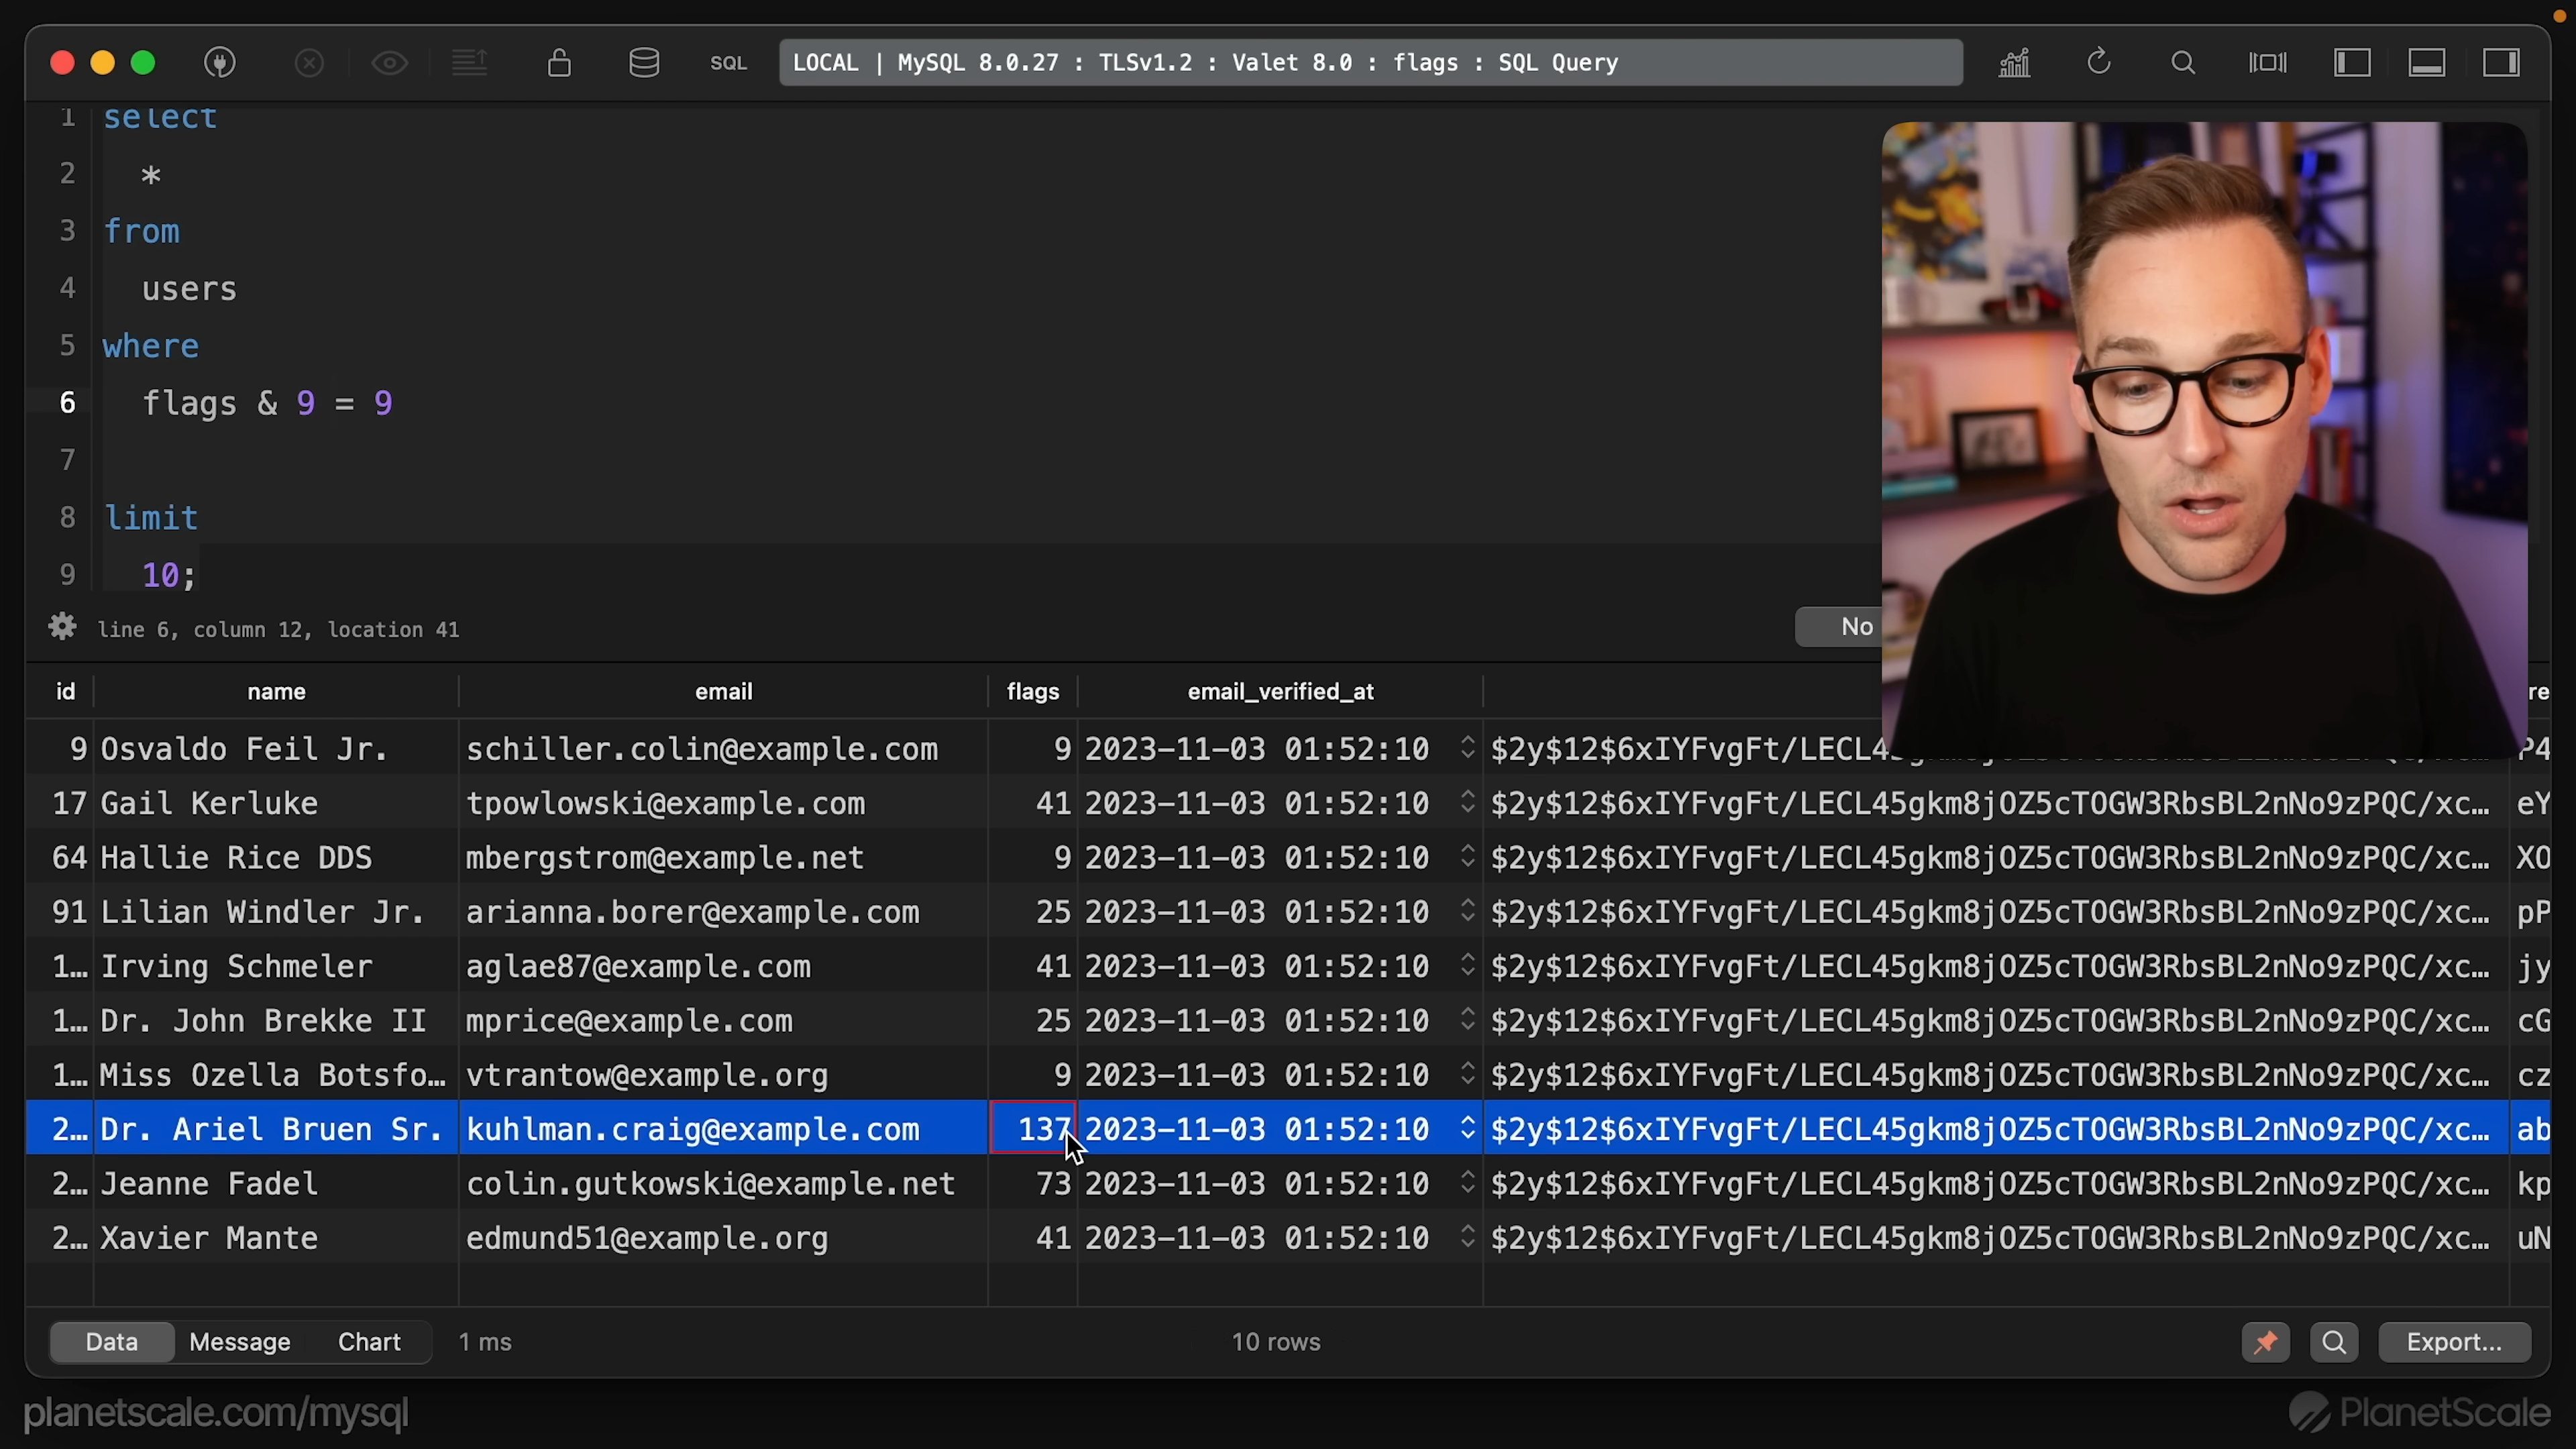 SQL LOCAL | MySQL 8.0.27 : TLSv1.2 : Valet 8.0 : flags : SQL Query
1 select
2 *
3 from
4 users
5 where
6 flags & 9 = 9
7
8 limit
9 10;
line 6, column 12, location 41
No
id name email flags email_verified_at re
9 Osvaldo Feil Jr. schiller.colin@example.com 9 2023-11-03 01:52:10 P4
17 Gail Kerluke tpowlowski@example.com 41 2023-11-03 01:52:10 $2y$12$6xIYFvgFt/LECL45gkm8jOZ5cTOGW3RbsBL2nNo9zPQC/xc… eY
64 Hallie Rice DDS mbergstrom@example.net 9 2023-11-03 01:52:10 $2y$12$6xIYFvgFt/LECL45gkm8jOZ5cTOGW3RbsBL2nNo9zPQC/xc… XO
91 Lilian Windler Jr. arianna.borer@example.com 25 2023-11-03 01:52:10 $2y$12$6xIYFvgFt/LECL45gkm8jOZ5cTOGW3RbsBL2nNo9zPQC/xc… pP
1… Irving Schmeler aglae87@example.com 41 2023-11-03 01:52:10 $2y$12$6xIYFvgFt/LECL45gkm8jOZ5cTOGW3RbsBL2nNo9zPQC/xc… jy
1… Dr. John Brekke II mprice@example.com 25 2023-11-03 01:52:10 $2y$12$6xIYFvgFt/LECL45gkm8jOZ5cTOGW3RbsBL2nNo9zPQC/xc… cG
1… Miss Ozella Botsfo… vtrantow@example.org 9 2023-11-03 01:52:10 $2y$12$6xIYFvgFt/LECL45gkm8jOZ5cTOGW3RbsBL2nNo9zPQC/xc… cz
2… Dr. Ariel Bruen Sr. kuhlman.craig@example.com 137 2023-11-03 01:52:10 $2y$12$6xIYFvgFt/LECL45gkm8jOZ5cTOGW3RbsBL2nNo9zPQC/xc… ab
2… Jeanne Fadel colin.gutkowski@example.net 73 2023-11-03 01:52:10 $2y$12$6xIYFvgFt/LECL45gkm8jOZ5cTOGW3RbsBL2nNo9zPQC/xc… kp
2… Xavier Mante edmund51@example.org 41 2023-11-03 01:52:10 $2y$12$6xIYFvgFt/LECL45gkm8jOZ5cTOGW3RbsBL2nNo9zPQC/xc… uN
Data Message Chart 1 ms 10 rows Export...
planetscale.com/mysql PlanetScale